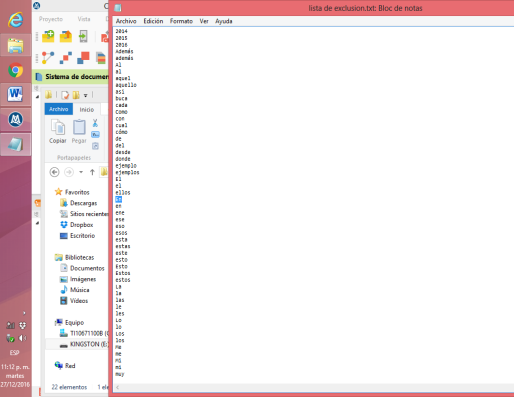 lista de exclusion.txt: Bloc de notas
Archivo Edición Formato Ver Ayuda
Proyecto Vista
Sistema de documen
Archivo Inicio
Copiar Pegar
Portapapeles
Favoritos
Descargas
Sitios recientes
Dropbox
Escritorio
Bibliotecas
Documentos
Imágenes
Música
Vídeos
Equipo
TI10671100B (
KINGSTON (E:
Red
22 elementos 1 ele
ESP
11:12 p. m.
martes
27/12/2016
2014
2015
2016
Además
además
Al
al
aquel
aquello
así
buca
cada
Como
con
cual
cómo
de
del
desde
donde
ejemplo
ejemplos
El
el
ellos
En
en
ene
ese
eso
esos
esta
estas
este
esto
Esto
Estos
estos
La
la
las
le
les
Lo
lo
Los
los
Me
me
Mi
mi
muy